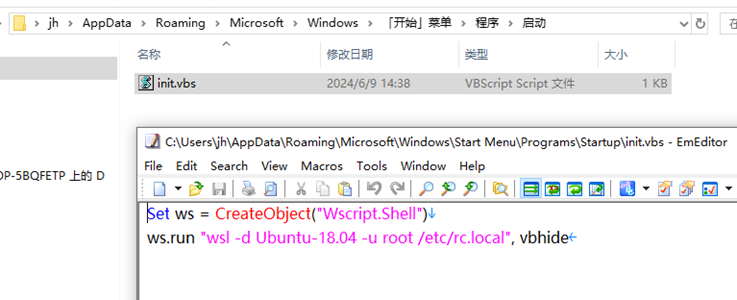 jh > AppData > Roaming > Microsoft > Windows > 「开始」菜单 > 程序 > 启动
名称 修改日期 类型 大小
init.vbs 2024/6/9 14:38 VBScript Script 文件 1 KB
C:\Users\jh\AppData\Roaming\Microsoft\Windows\Start Menu\Programs\Startup\init.vbs - EmEditor
OP-5BQFETP 上的 D
File Edit Search View Macros Tools Window Help
Set ws = CreateObject("Wscript.Shell")↓
ws.run "wsl -d Ubuntu-18.04 -u root /etc/rc.local", vbhide←